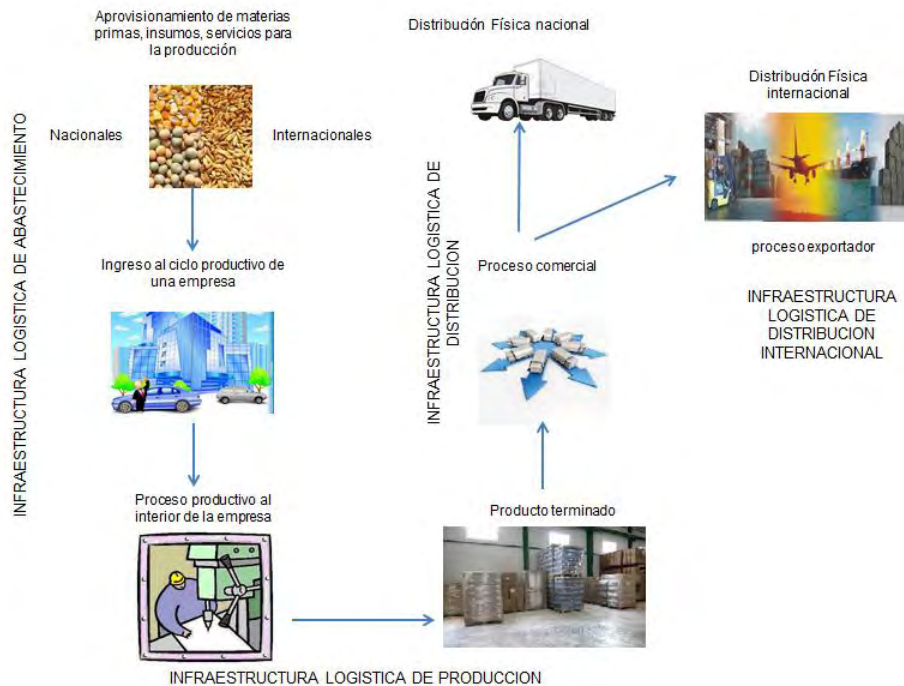 Aprovisionamiento de materias
primas, insumos, servicios para
la producción
Nacionales
Internacionales
INFRAESTRUCTURA LOGISTICA DE ABASTECIMIENTO
Ingreso al ciclo productivo de
una empresa
Proceso productivo al
interior de la empresa
INFRAESTRUCTURA LOGISTICA DE PRODUCCION
Producto terminado
Proceso comercial
INFRAESTRUCTURA LOGISTICA DE
DISTRIBUCION
Distribución Física nacional
Distribución Física
internacional
proceso exportador
INFRAESTRUCTURA
LOGISTICA DE
DISTRIBUCION
INTERNACIONAL